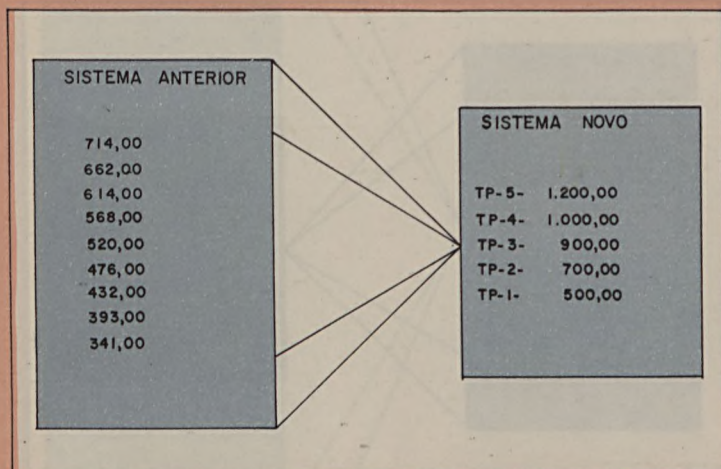 SISTEMA ANTERIOR
714,00
662,00
614,00
568,00
520,00
476,00
432,00
393,00
341,00
SISTEMA NOVO
TP-5- 1.200,00
TP-4- 1.000,00
TP-3- 900,00
TP-2- 700,00
TP-1- 500,00